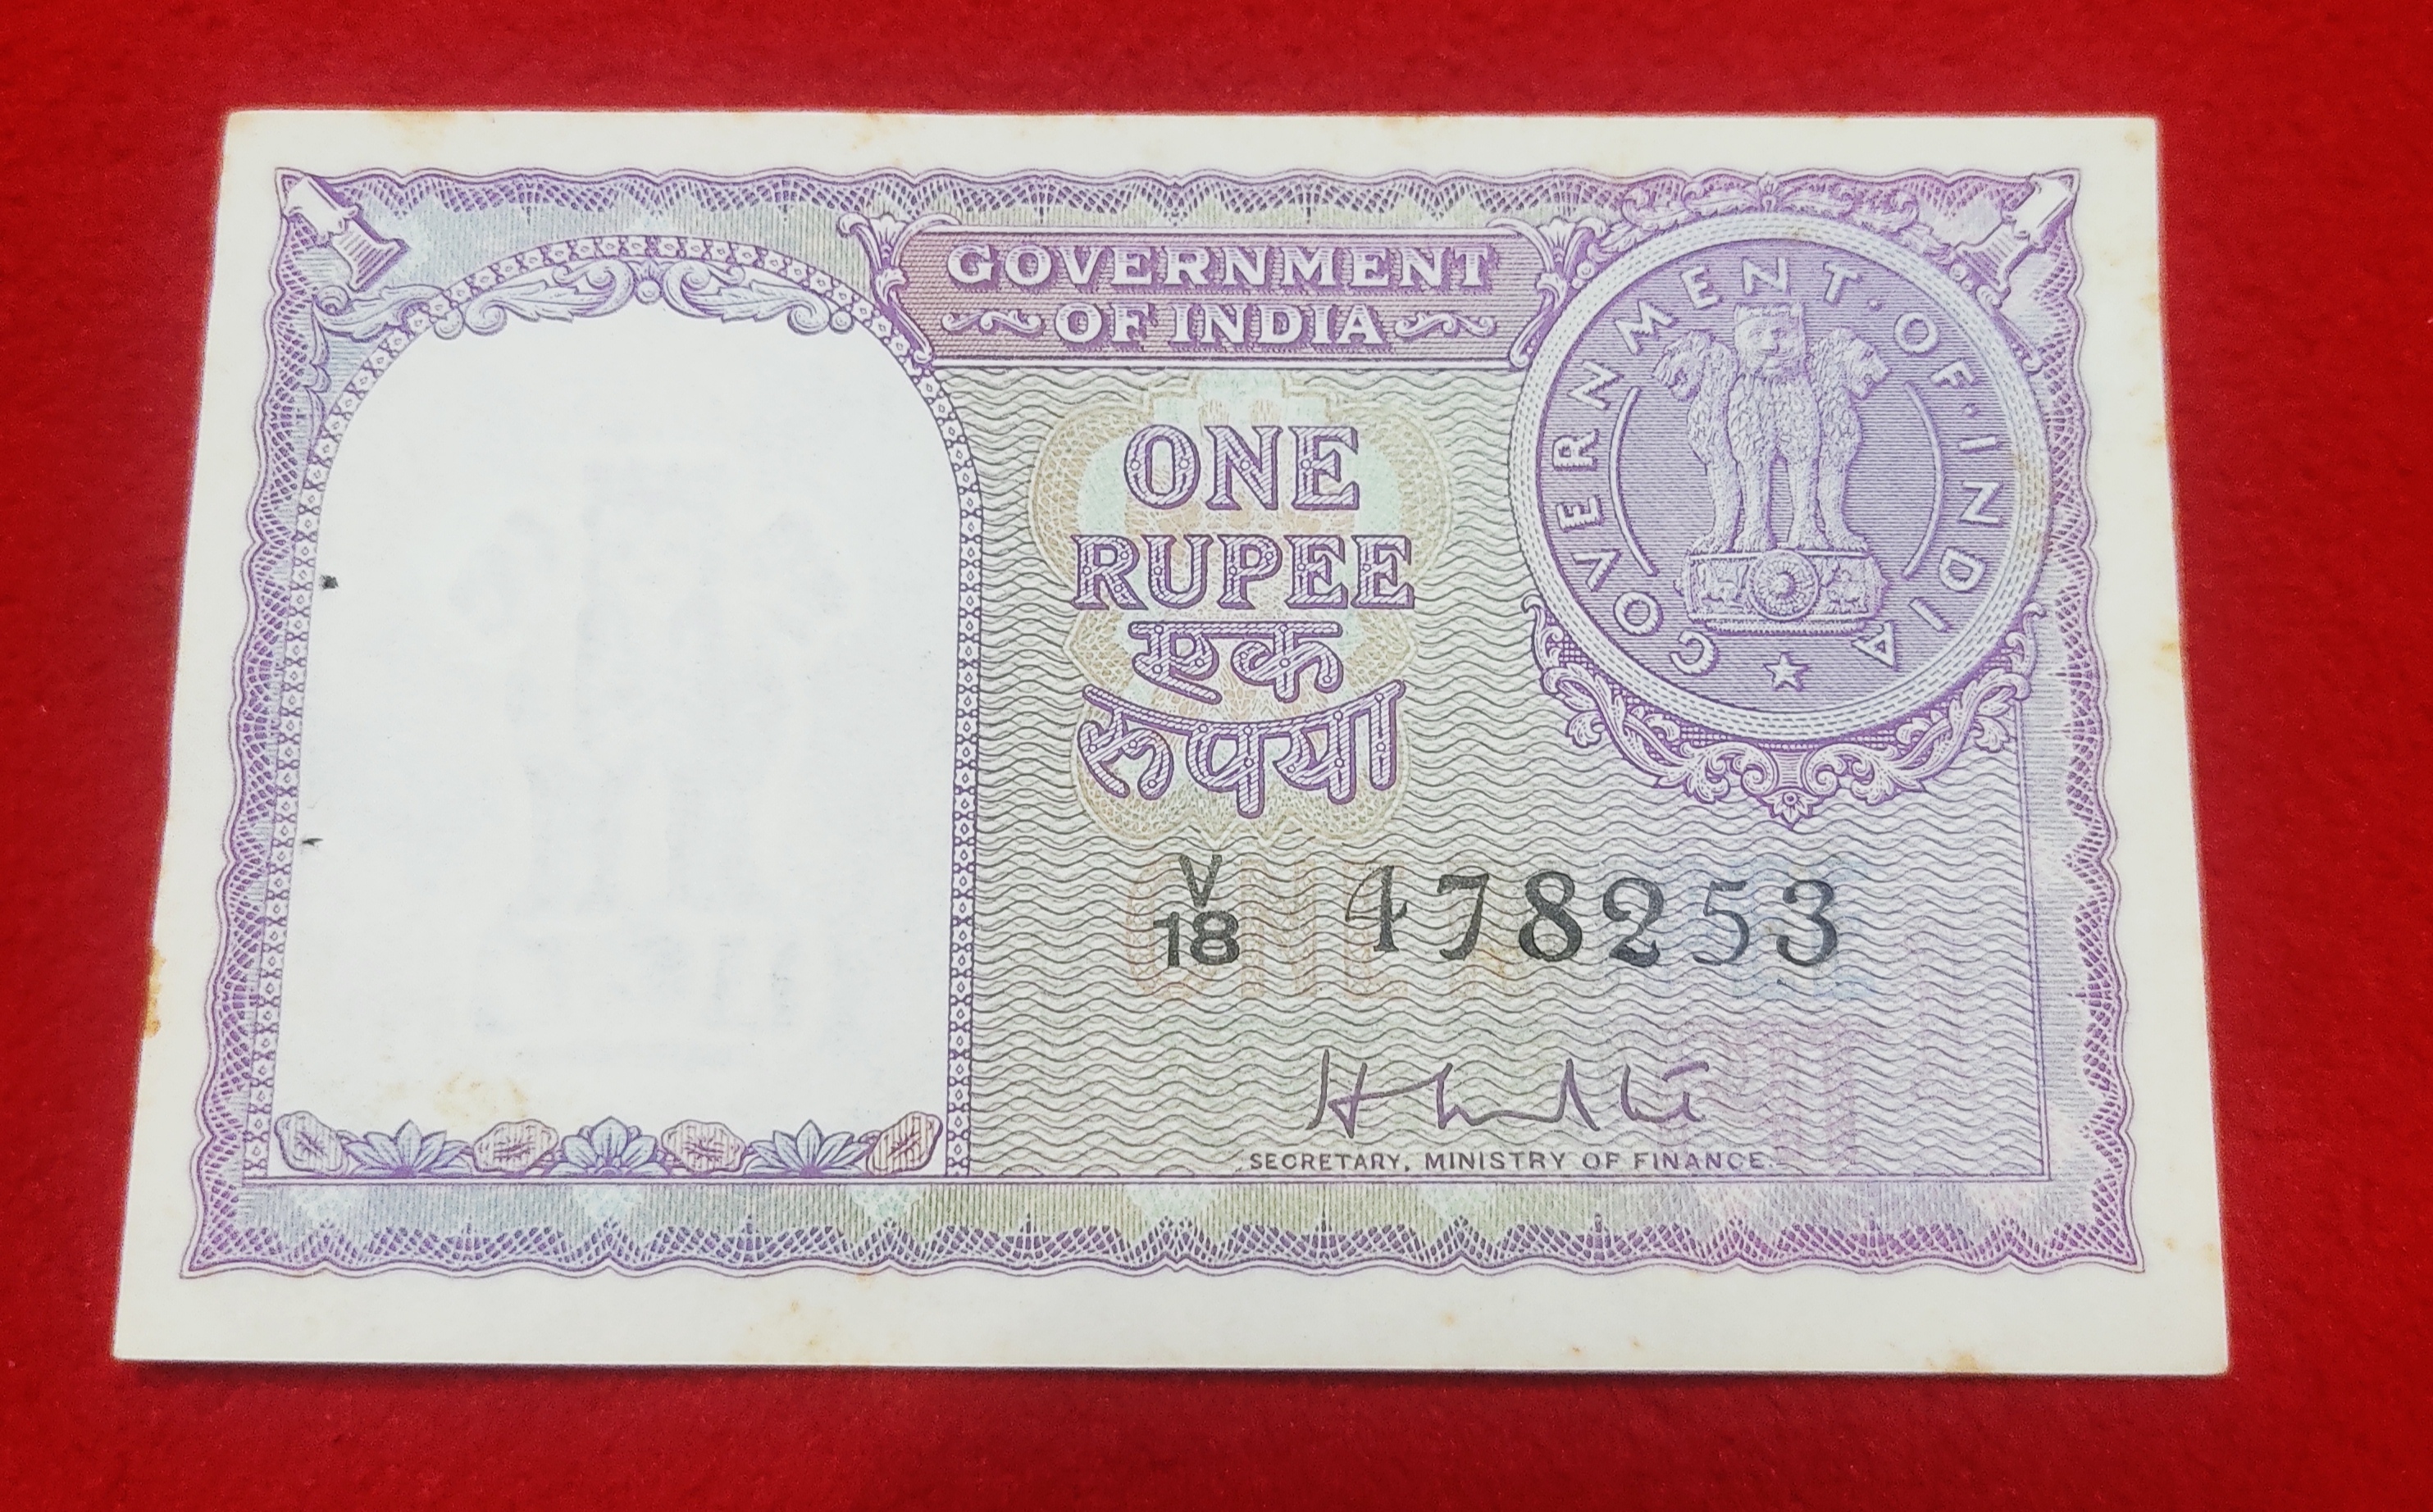 GOVERNMENT
OF INDIA
GOVERNMENT · OF · INDIA
ONE
RUPEE
एक
रुपया
V
18 478253
SECRETARY, MINISTRY OF FINANCE.